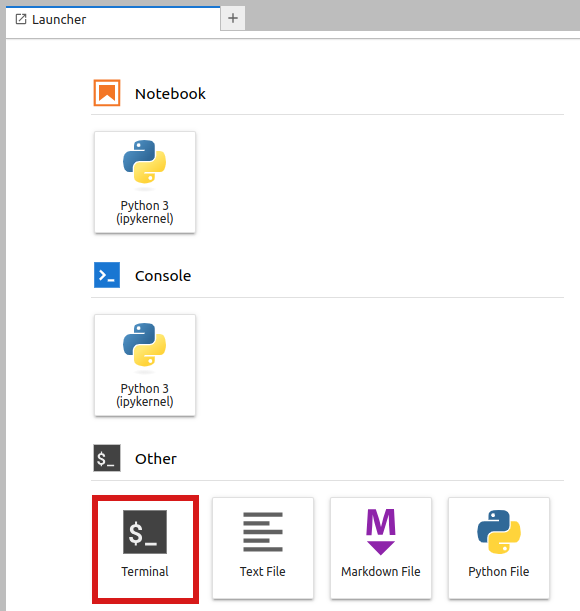 Launcher
+
Notebook
Python 3
(ipykernel)
>_
Console
Python 3
(ipykernel)
$_
Other
$_
M
Terminal
Text File
Markdown File
Python File